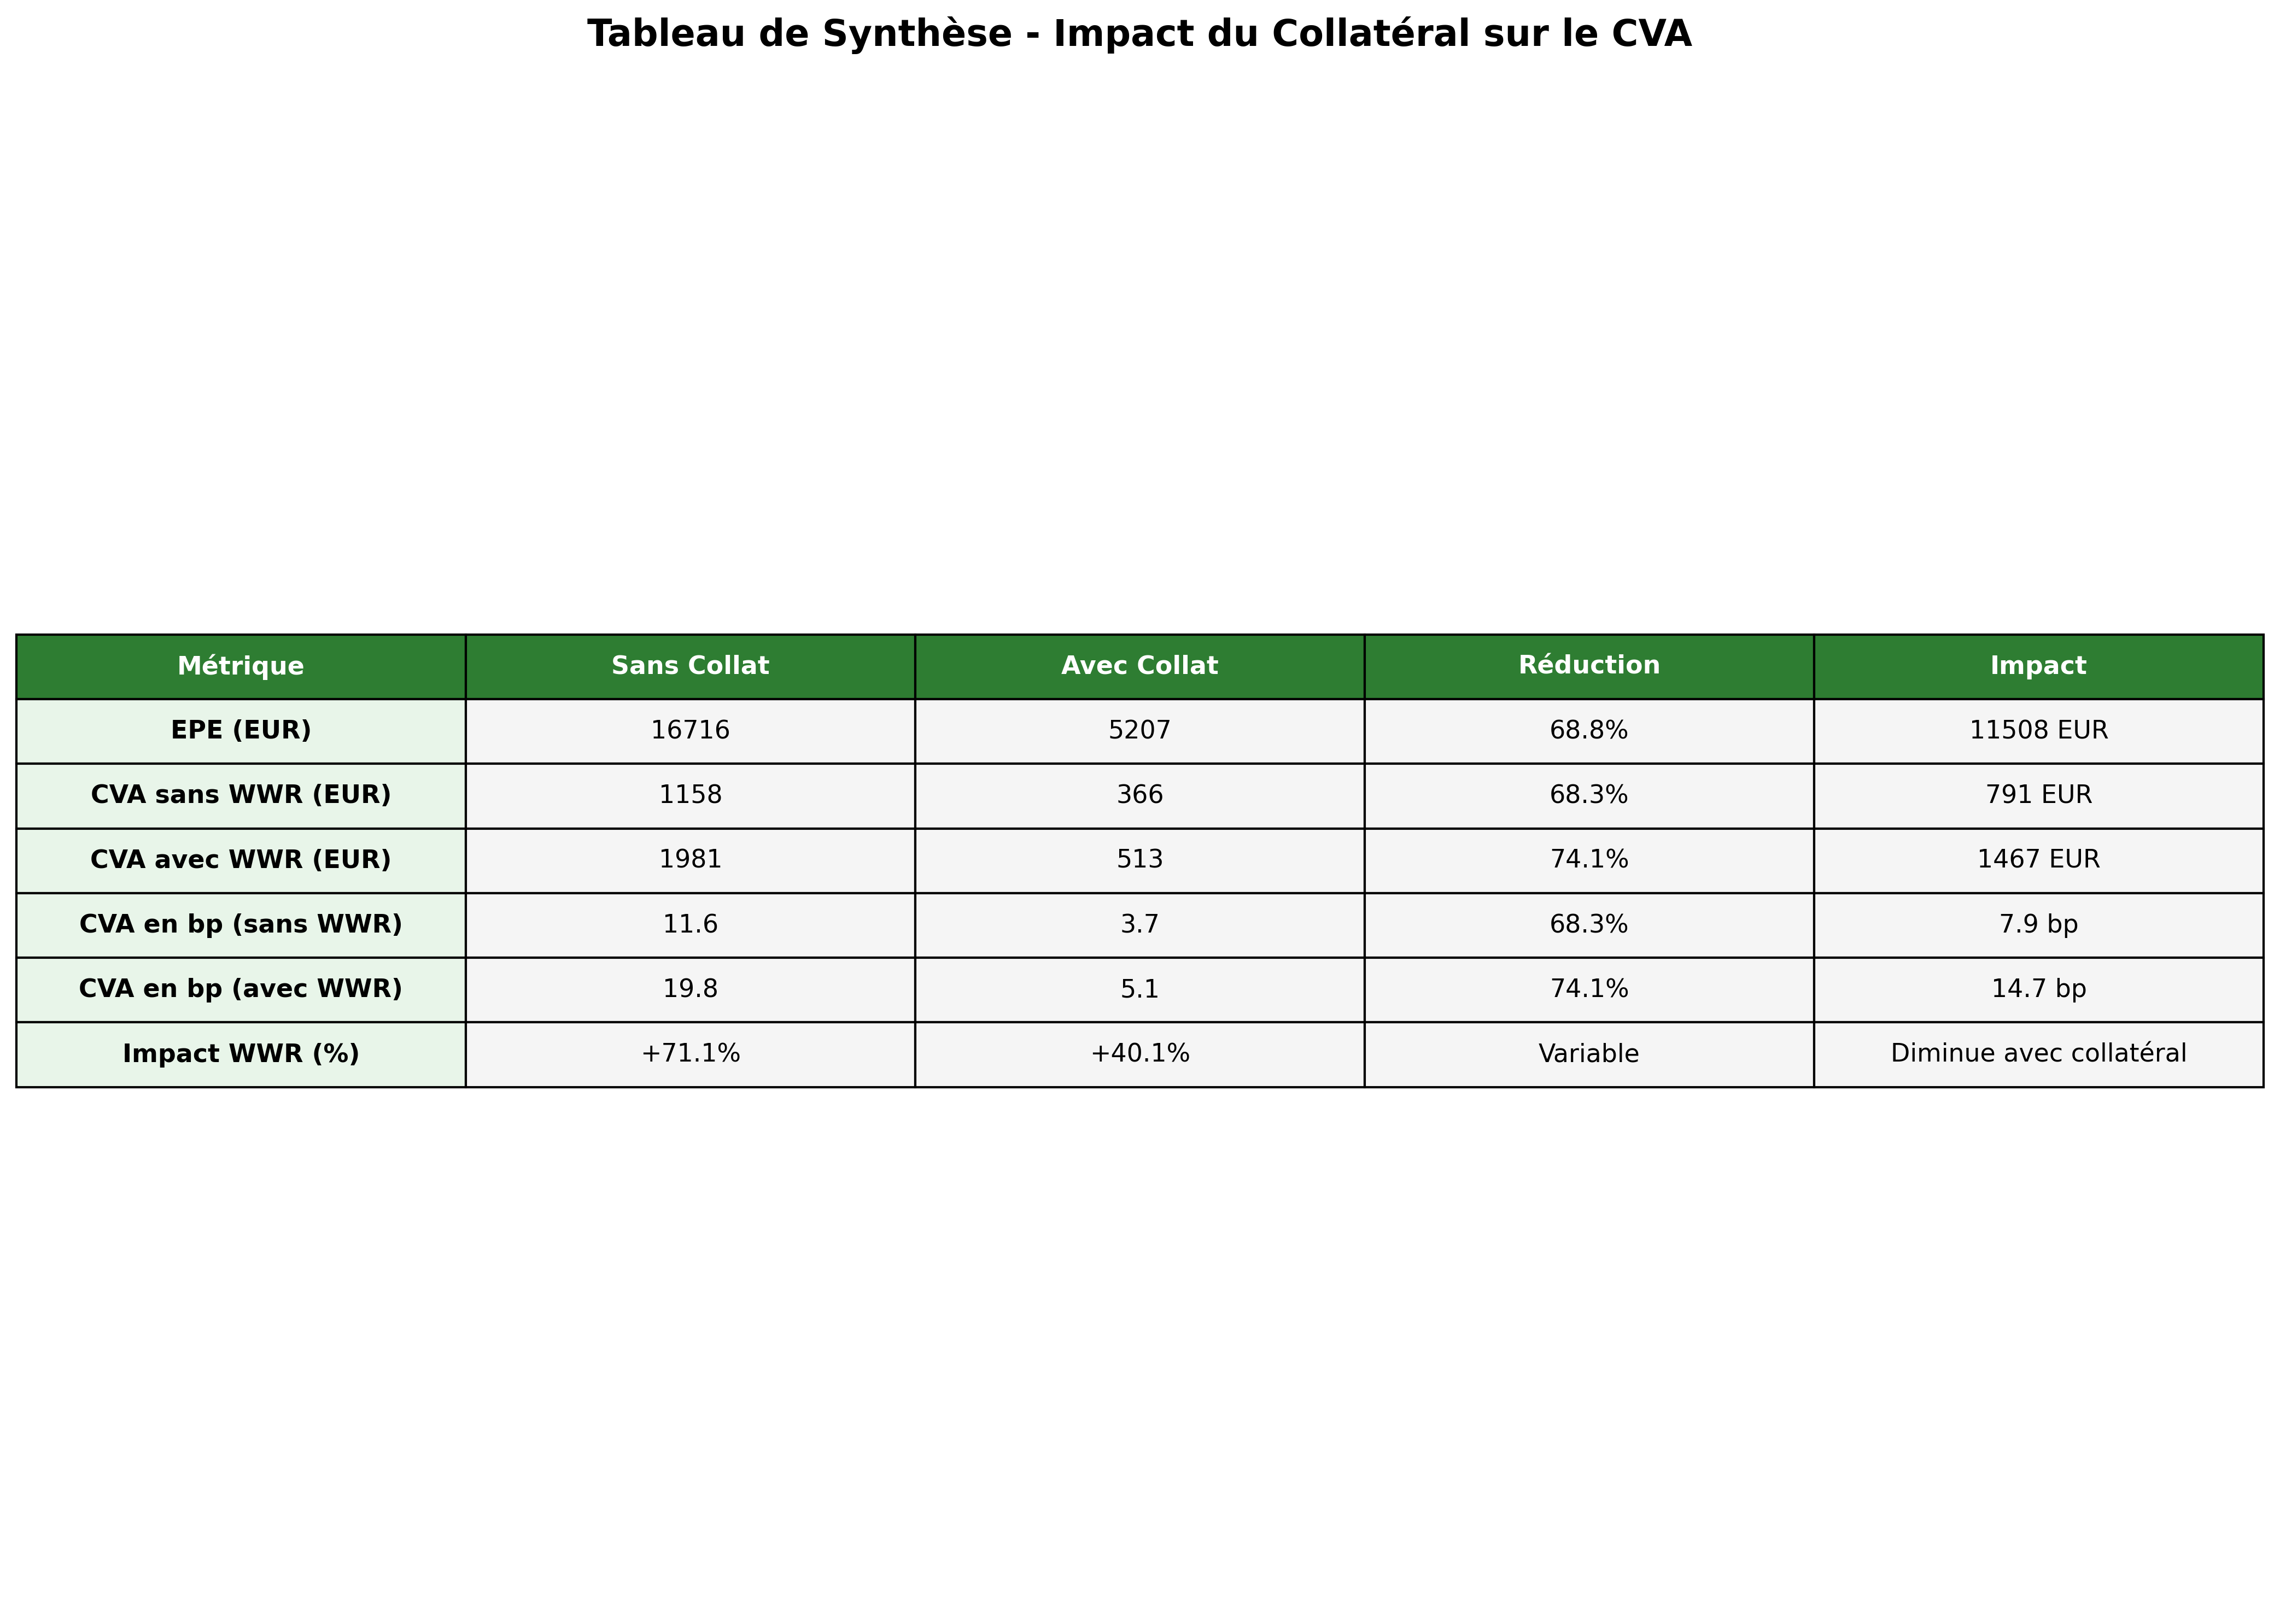 Tableau de Synthèse - Impact du Collatéral sur le CVA
Métrique Sans Collat Avec Collat Réduction Impact
EPE (EUR) 16716 5207 68.8% 11508 EUR
CVA sans WWR (EUR) 1158 366 68.3% 791 EUR
CVA avec WWR (EUR) 1981 513 74.1% 1467 EUR
CVA en bp (sans WWR) 11.6 3.7 68.3% 7.9 bp
CVA en bp (avec WWR) 19.8 5.1 74.1% 14.7 bp
Impact WWR (%) +71.1% +40.1% Variable Diminue avec collatéral